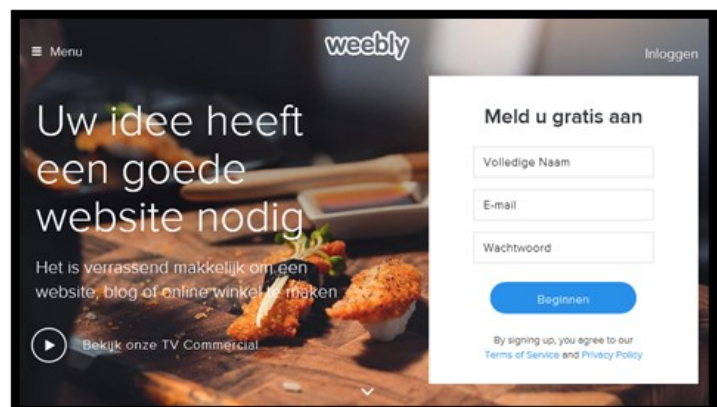 Menu
weebly
Inloggen
Uw idee heeft
een goede
website nodig
Het is verrassend makkelijk om een
website, blog of online winkel te maken
Bekijk onze TV Commercial
Meld u gratis aan
Volledige Naam
E-mail
Wachtwoord
Beginnen
By signing up, you agree to our
Terms of Service and Privacy Policy